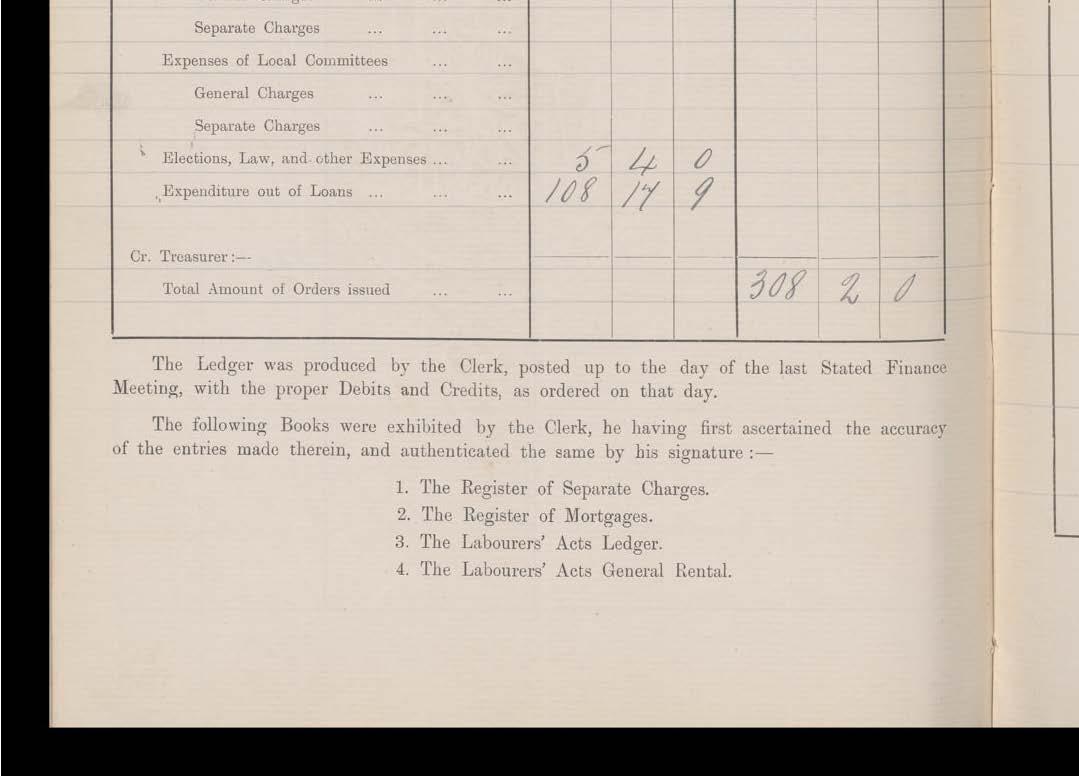 Separate Charges ... ... ...
Expenses of Local Committees ... ...
General Charges ... ... ...
Separate Charges ... ... ...
Elections, Law, and other Expenses ... ... 5 4 0
Expenditure out of Loans ... ... ... 108 17 9
Cr. Treasurer :—
Total Amount of Orders issued ... ... 308 2 0
The Ledger was produced by the Clerk, posted up to the day of the last Stated Finance
Meeting, with the proper Debits and Credits, as ordered on that day.
The following Books were exhibited by the Clerk, he having first ascertained the accuracy
of the entries made therein, and authenticated the same by his signature :—
1. The Register of Separate Charges.
2. The Register of Mortgages.
3. The Labourers' Acts Ledger.
4. The Labourers' Acts General Rental.